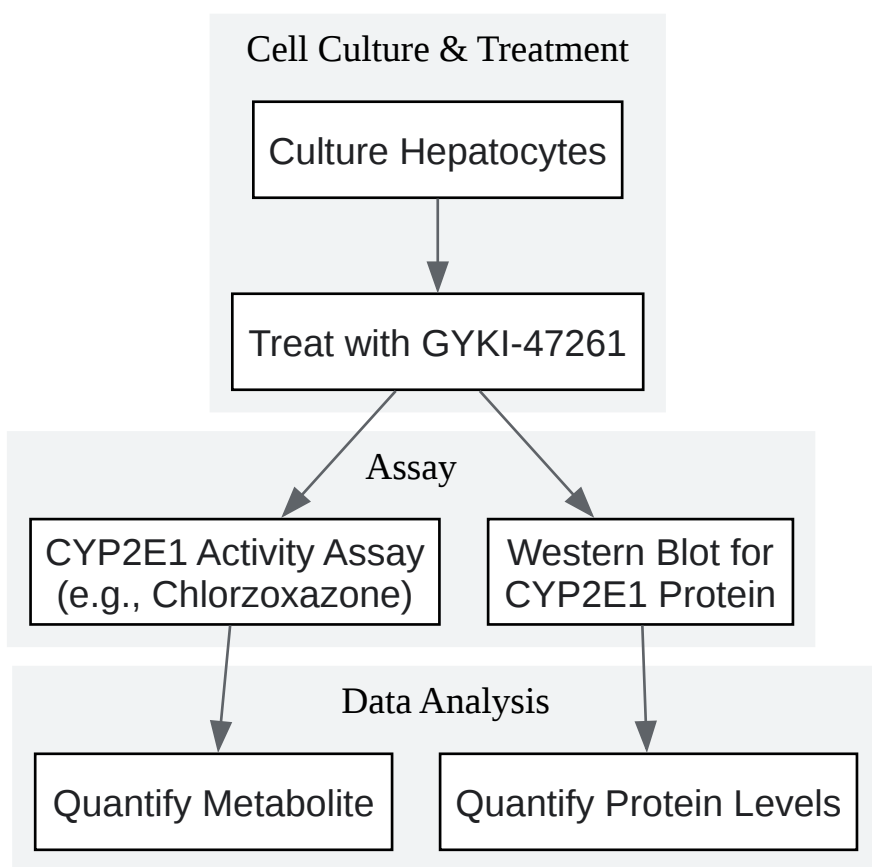 Cell Culture & Treatment
Culture Hepatocytes
Treat with GYKI-47261
Assay
CYP2E1 Activity Assay
(e.g., Chlorzoxazone)
Western Blot for
CYP2E1 Protein
Data Analysis
Quantify Metabolite
Quantify Protein Levels